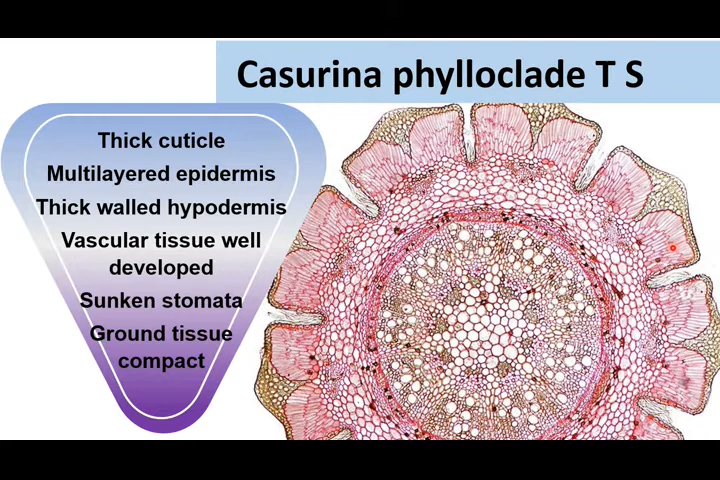 Casurina phylloclade T S
Thick cuticle
Multilayered epidermis
Thick walled hypodermis
Vascular tissue well
developed
Sunken stomata
Ground tissue
compact